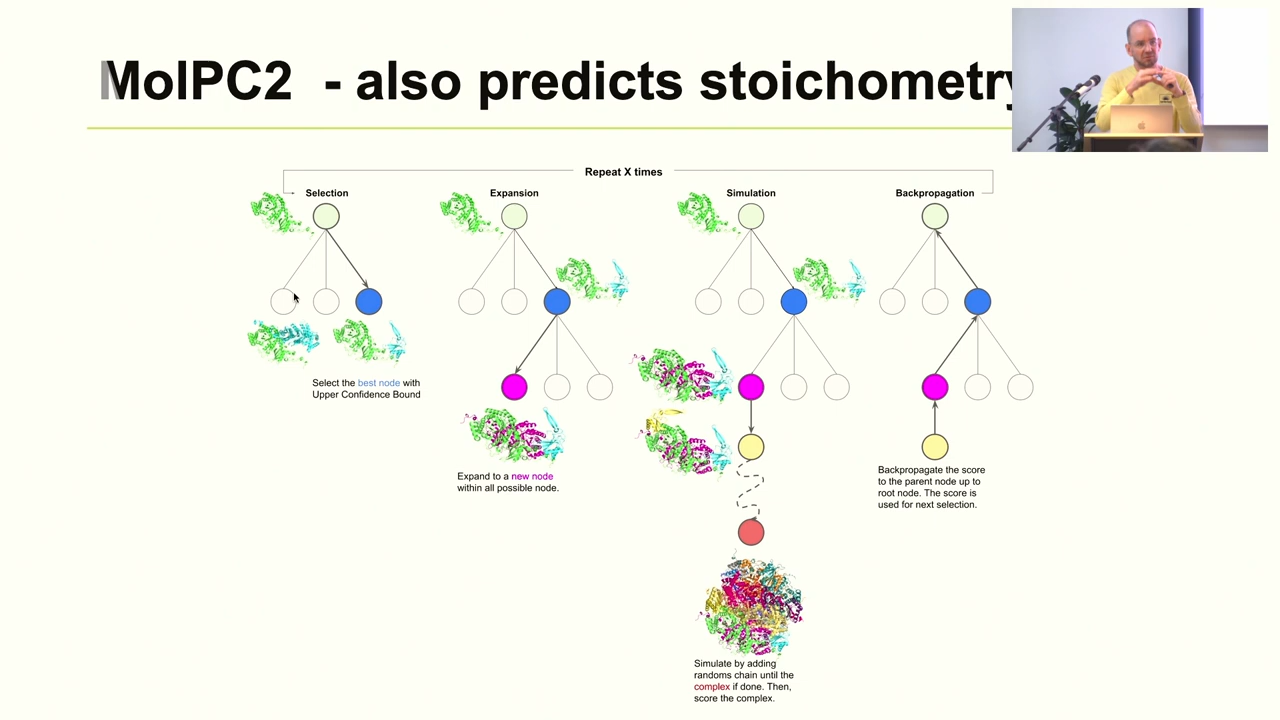 MolPC2 - also predicts stoichometry
Repeat X times
Selection
Expansion
Simulation
Backpropagation
Select the best node with
Upper Confidence Bound
Expand to a new node
within all possible node.
Simulate by adding
randoms chain until the
complex if done. Then,
score the complex.
Backpropagate the score
to the parent node up to
root node. The score is
used for next selection.